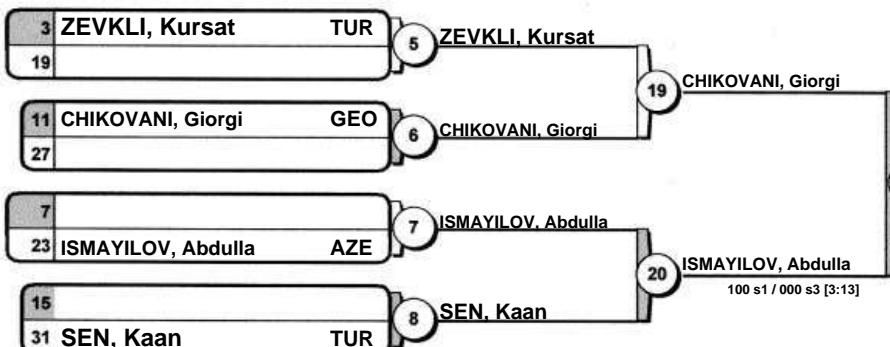 3 ZEVKLI, Kursat TUR
19
5 ZEVKLI, Kursat
11 CHIKOVANI, Giorgi GEO
27
6 CHIKOVANI, Giorgi
19 CHIKOVANI, Giorgi
7
23 ISMAYILOV, Abdulla AZE
7 ISMAYILOV, Abdulla
15
31 SEN, Kaan TUR
8 SEN, Kaan
20 ISMAYILOV, Abdulla
100 s1 / 000 s3 [3:13]